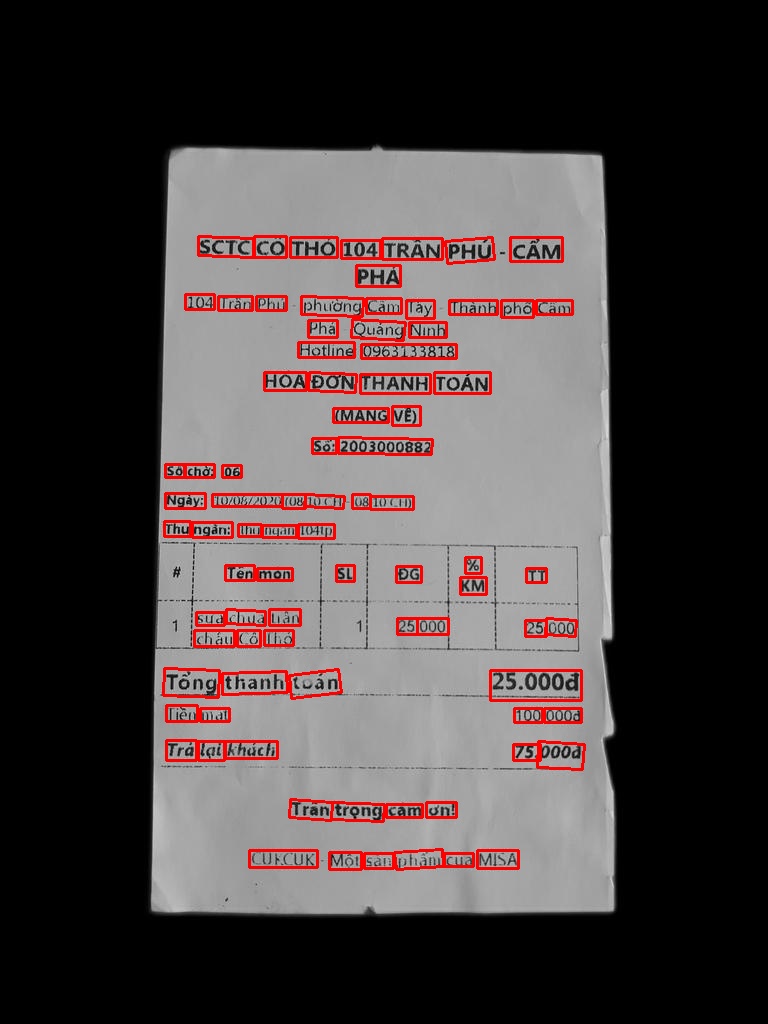 SCTC CÔ THỎ 104 TRẦN PHÚ - CẨM
PHẢ
104 Trần Phú - phường Cẩm Tây - Thành phố Cẩm
Phả - Quảng Ninh
Hotline 0963133818
HÓA ĐƠN THANH TOÁN
(MANG VỀ)
Số: 2003000882
Số chờ: 06
Ngày: 10/08/2020 (08:10 CH - 08:10 CH)
Thu ngân: Thu ngân 104tp
# Tên món SL ĐG % KM TT
1 sữa chua trân châu Cô Thỏ 1 25.000 25.000
Tổng thanh toán 25.000đ
Tiền mặt 100.000đ
Trả lại khách 75.000đ
Trân trọng cảm ơn!
CUKCUK - Một sản phẩm của MISA